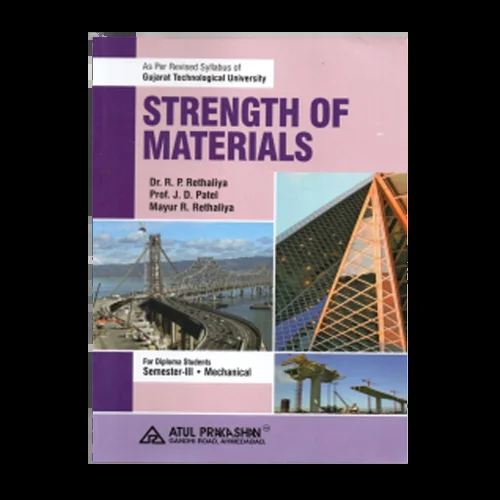 As Per Revised Syllabus of
Gujarat Technological University
STRENGTH OF
MATERIALS
Dr. R. P. Rethaliya
Prof. J. D. Patel
Mayur R. Rethaliya
For Diploma Students
Semester-III • Mechanical
ATUL PRAKASHAN
GANDHI ROAD, AHMEDABAD.